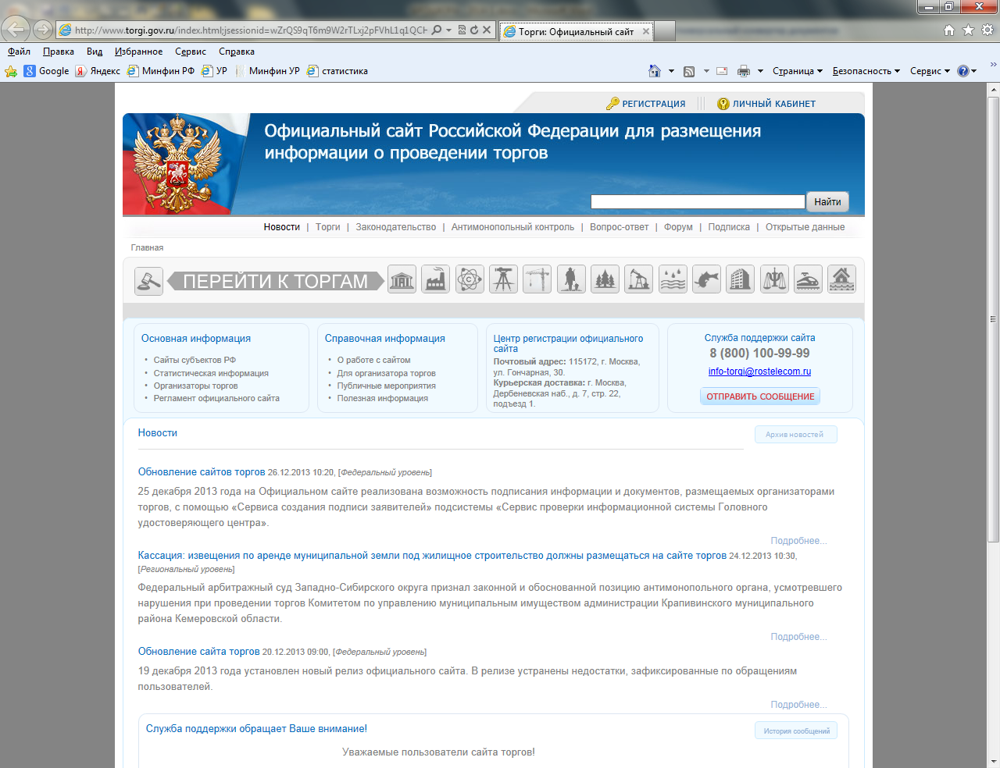 http://www.torgi.gov.ru/index.html;jsessionid=wZrQS9qT6m9W2rTLxj2pFVhL1q1QCH
Торги: Официальный сайт
Файл Правка Вид Избранное Сервис Справка
Google Яндекс Минфин РФ УР Минфин УР статистика
Страница Безопасность Сервис
РЕГИСТРАЦИЯ ЛИЧНЫЙ КАБИНЕТ
Официальный сайт Российской Федерации для размещения
информации о проведении торгов
Найти
Новости | Торги | Законодательство | Антимонопольный контроль | Вопрос-ответ | Форум | Подписка | Открытые данные
Главная
ПЕРЕЙТИ К ТОРГАМ
Основная информация
• Сайты субъектов РФ
• Статистическая информация
• Организаторы торгов
• Регламент официального сайта
Справочная информация
• О работе с сайтом
• Для организатора торгов
• Публичные мероприятия
• Полезная информация
Центр регистрации официального
сайта
Почтовый адрес: 115172, г. Москва,
ул. Гончарная, 30.
Курьерская доставка: г. Москва,
Дербеневская наб., д. 7, стр. 22,
подъезд 1.
Служба поддержки сайта
8 (800) 100-99-99
info-torgi@rostelecom.ru
ОТПРАВИТЬ СООБЩЕНИЕ
Новости
Архив новостей
Обновление сайтов торгов 26.12.2013 10:20, [Федеральный уровень]
25 декабря 2013 года на Официальном сайте реализована возможность подписания информации и документов, размещаемых организаторами
торгов, с помощью «Сервиса создания подписи заявителей» подсистемы «Сервис проверки информационной системы Головного
удостоверяющего центра».
Подробнее...
Кассация: извещения по аренде муниципальной земли под жилищное строительство должны размещаться на сайте торгов 24.12.2013 10:30,
[Региональный уровень]
Федеральный арбитражный суд Западно-Сибирского округа признал законной и обоснованной позицию антимонопольного органа, усмотревшего
нарушения при проведении торгов Комитетом по управлению муниципальным имуществом администрации Крапивинского муниципального
района Кемеровской области.
Подробнее...
Обновление сайта торгов 20.12.2013 09:00, [Федеральный уровень]
19 декабря 2013 года установлен новый релиз официального сайта. В релизе устранены недостатки, зафиксированные по обращениям
пользователей.
Подробнее...
Служба поддержки обращает Ваше внимание!
История сообщений
Уважаемые пользователи сайта торгов!